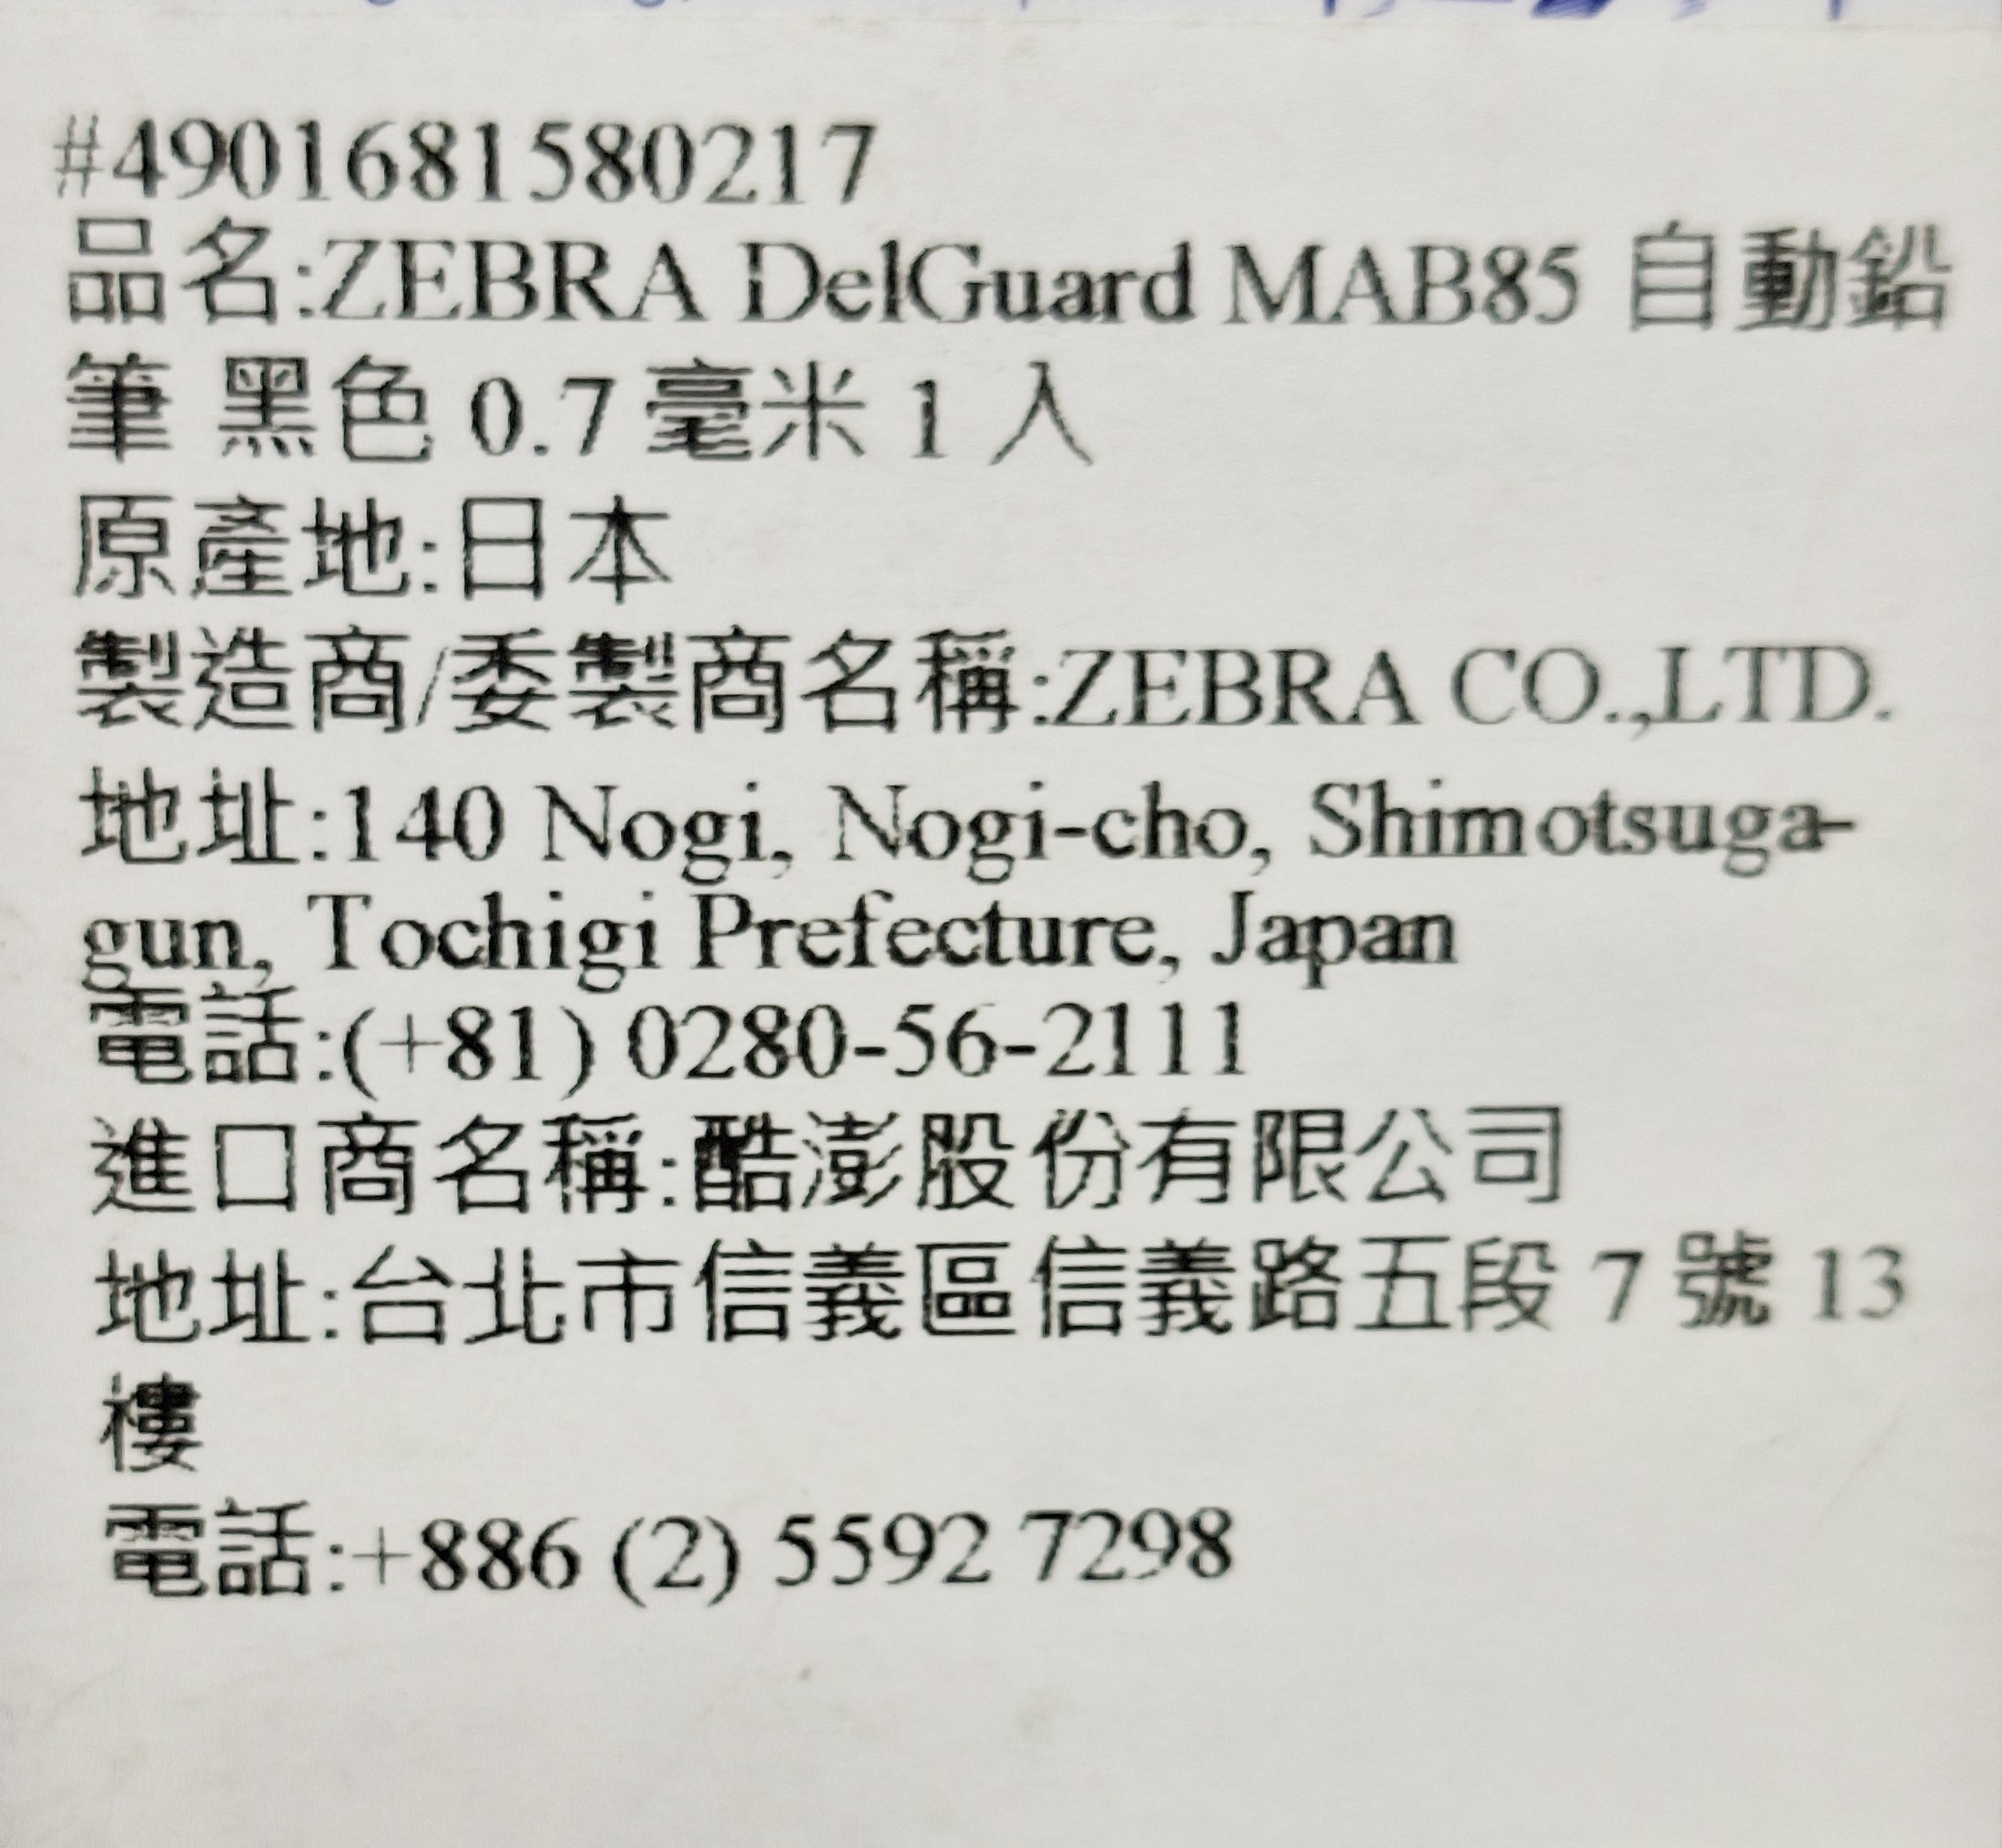 #4901681580217
品名:ZEBRA DelGuard MAB85 自動鉛
筆 黑色 0.7 毫米 1 入
原產地:日本
製造商/委製商名稱:ZEBRA CO.,LTD.
地址:140 Nogi, Nogi-cho, Shimotsuga-
gun, Tochigi Prefecture, Japan
電話:(+81) 0280-56-2111
進口商名稱:酷澎股份有限公司
地址:台北市信義區信義路五段 7 號 13
樓
電話:+886 (2) 5592 7298